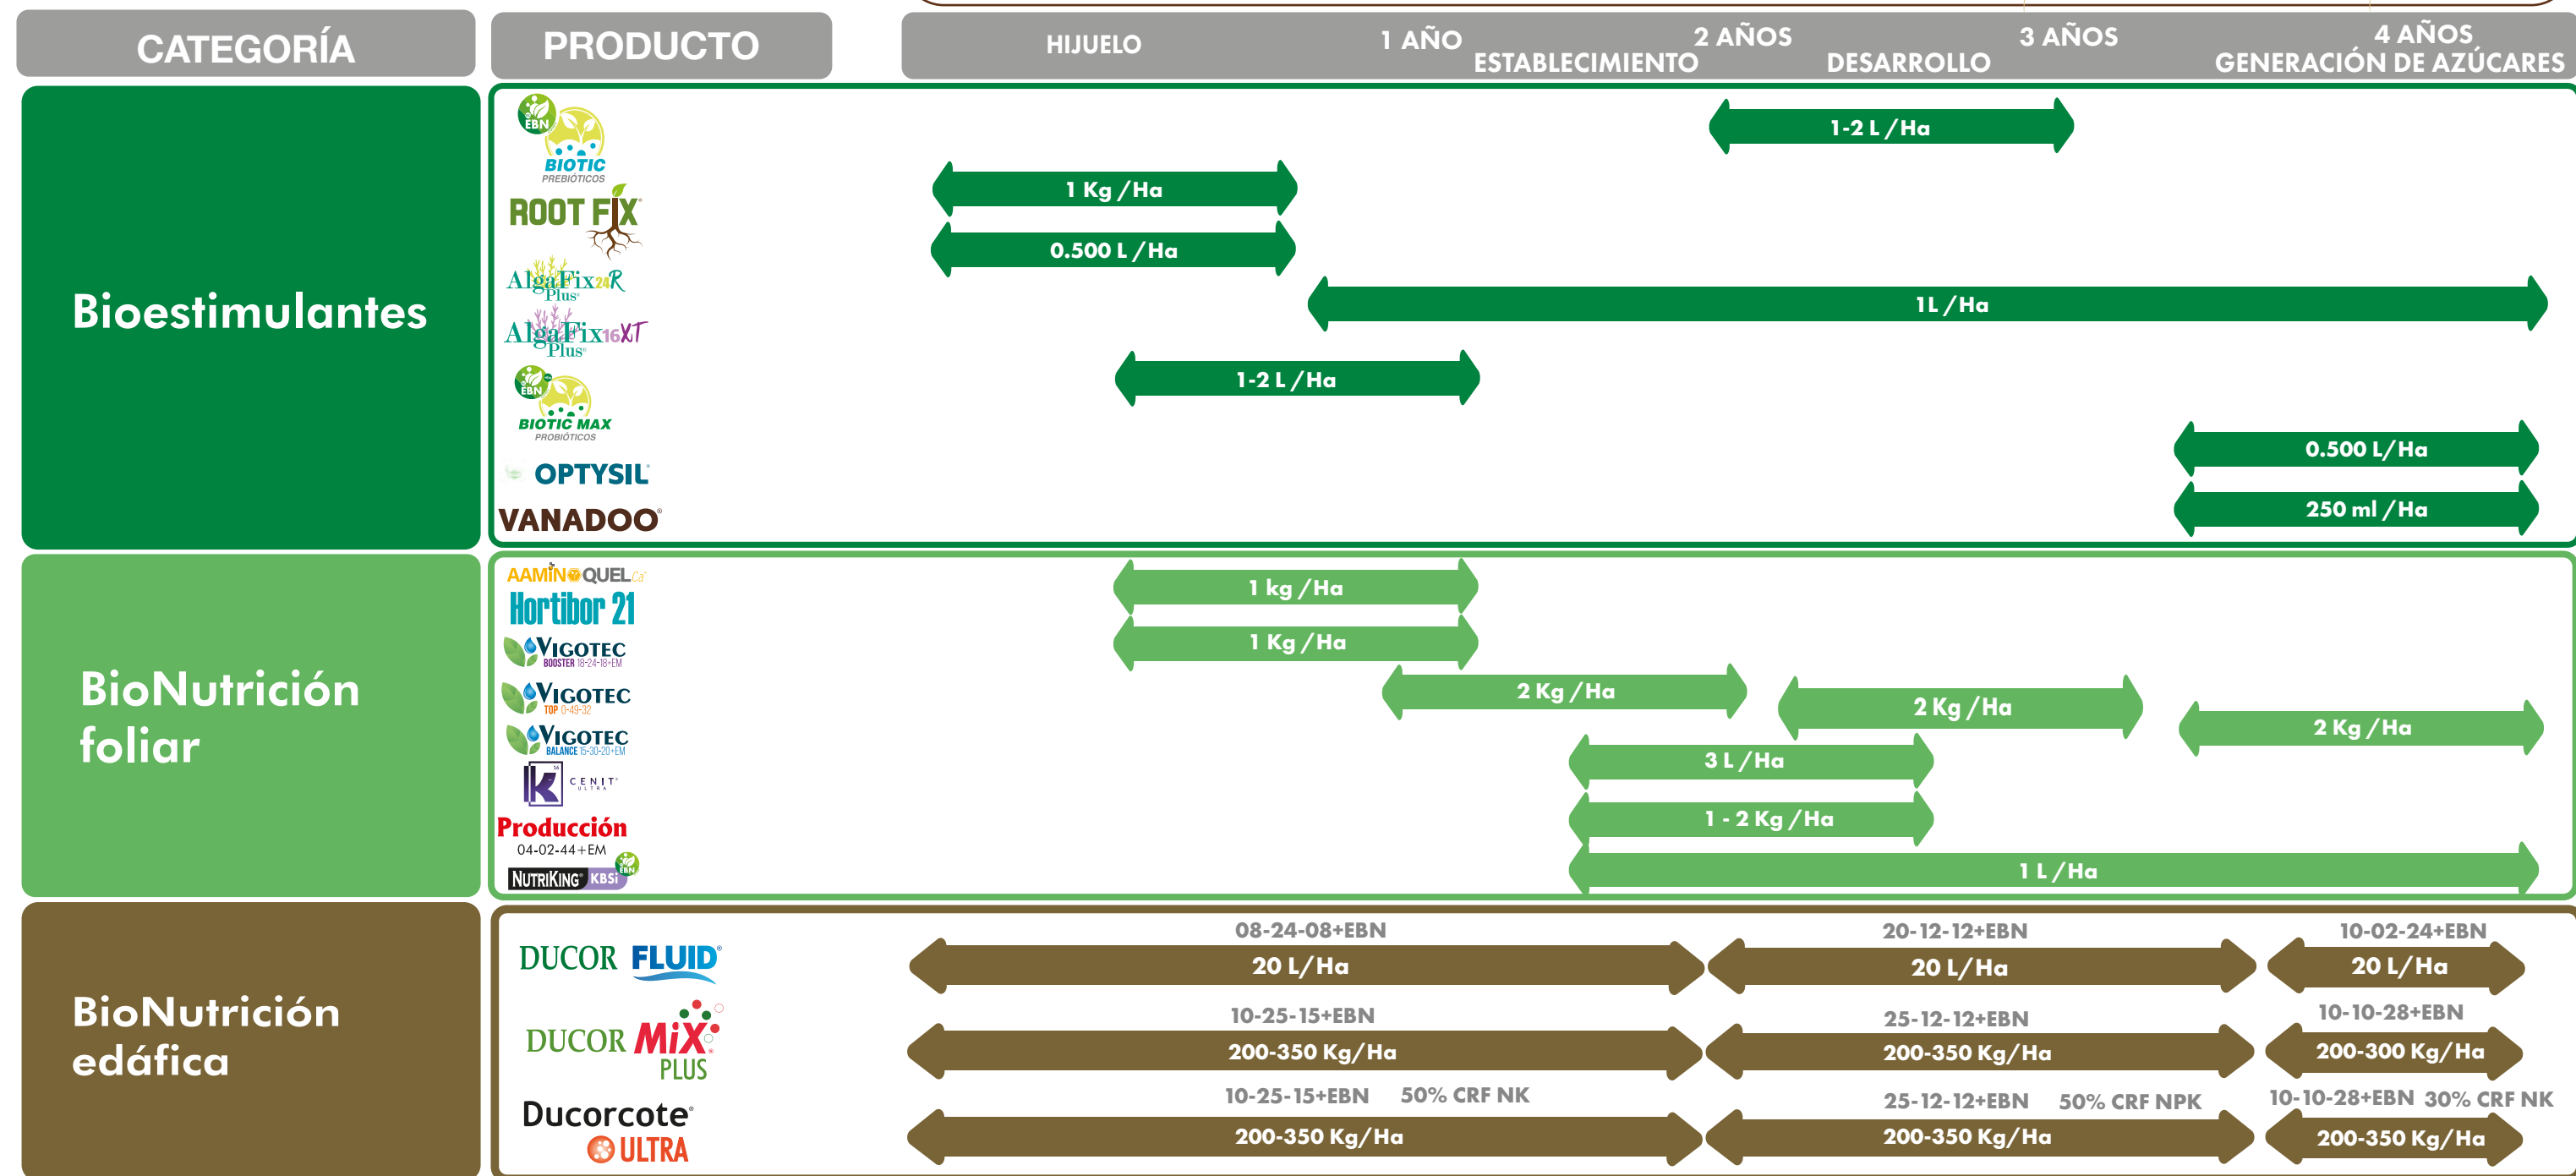 CATEGORÍA
PRODUCTO
HIJUELO
1 AÑO
ESTABLECIMIENTO
2 AÑOS
DESARROLLO
3 AÑOS
4 AÑOS
GENERACIÓN DE AZÚCARES
Bioestimulantes
EBN
BIOTIC
PREBIÓTICOS
1-2 L /Ha
ROOT FIX
1 Kg /Ha
AlgaFix24R
Plus
0.500 L /Ha
AlgaFix16XT
Plus
1L /Ha
EBN
BIOTIC MAX
PROBIÓTICOS
1-2 L /Ha
OPTYSIL
0.500 L/Ha
VANADOO®
250 ml /Ha
BioNutrición
foliar
AAMINOQUEL Ca
1 kg /Ha
Hortibor 21
1 Kg /Ha
VIGOTEC
BOOSTER 18-24-18+EM
2 Kg /Ha
VIGOTEC
TOP 0-49-32
2 Kg /Ha
VIGOTEC
BALANCE 15-30-20+EM
2 Kg /Ha
K CENIT
ULTRA
3 L /Ha
Producción
04-02-44+EM
1 - 2 Kg /Ha
NUTRIKING KBSi
EBN
1 L /Ha
BioNutrición
edáfica
DUCOR FLUID®
08-24-08+EBN
20 L/Ha
20-12-12+EBN
20 L/Ha
10-02-24+EBN
20 L/Ha
DUCOR MiX
PLUS
10-25-15+EBN
200-350 Kg/Ha
25-12-12+EBN
200-350 Kg/Ha
10-10-28+EBN
200-300 Kg/Ha
Ducorcote®
ULTRA
10-25-15+EBN 50% CRF NK
200-350 Kg/Ha
25-12-12+EBN 50% CRF NPK
200-350 Kg/Ha
10-10-28+EBN 30% CRF NK
200-350 Kg/Ha